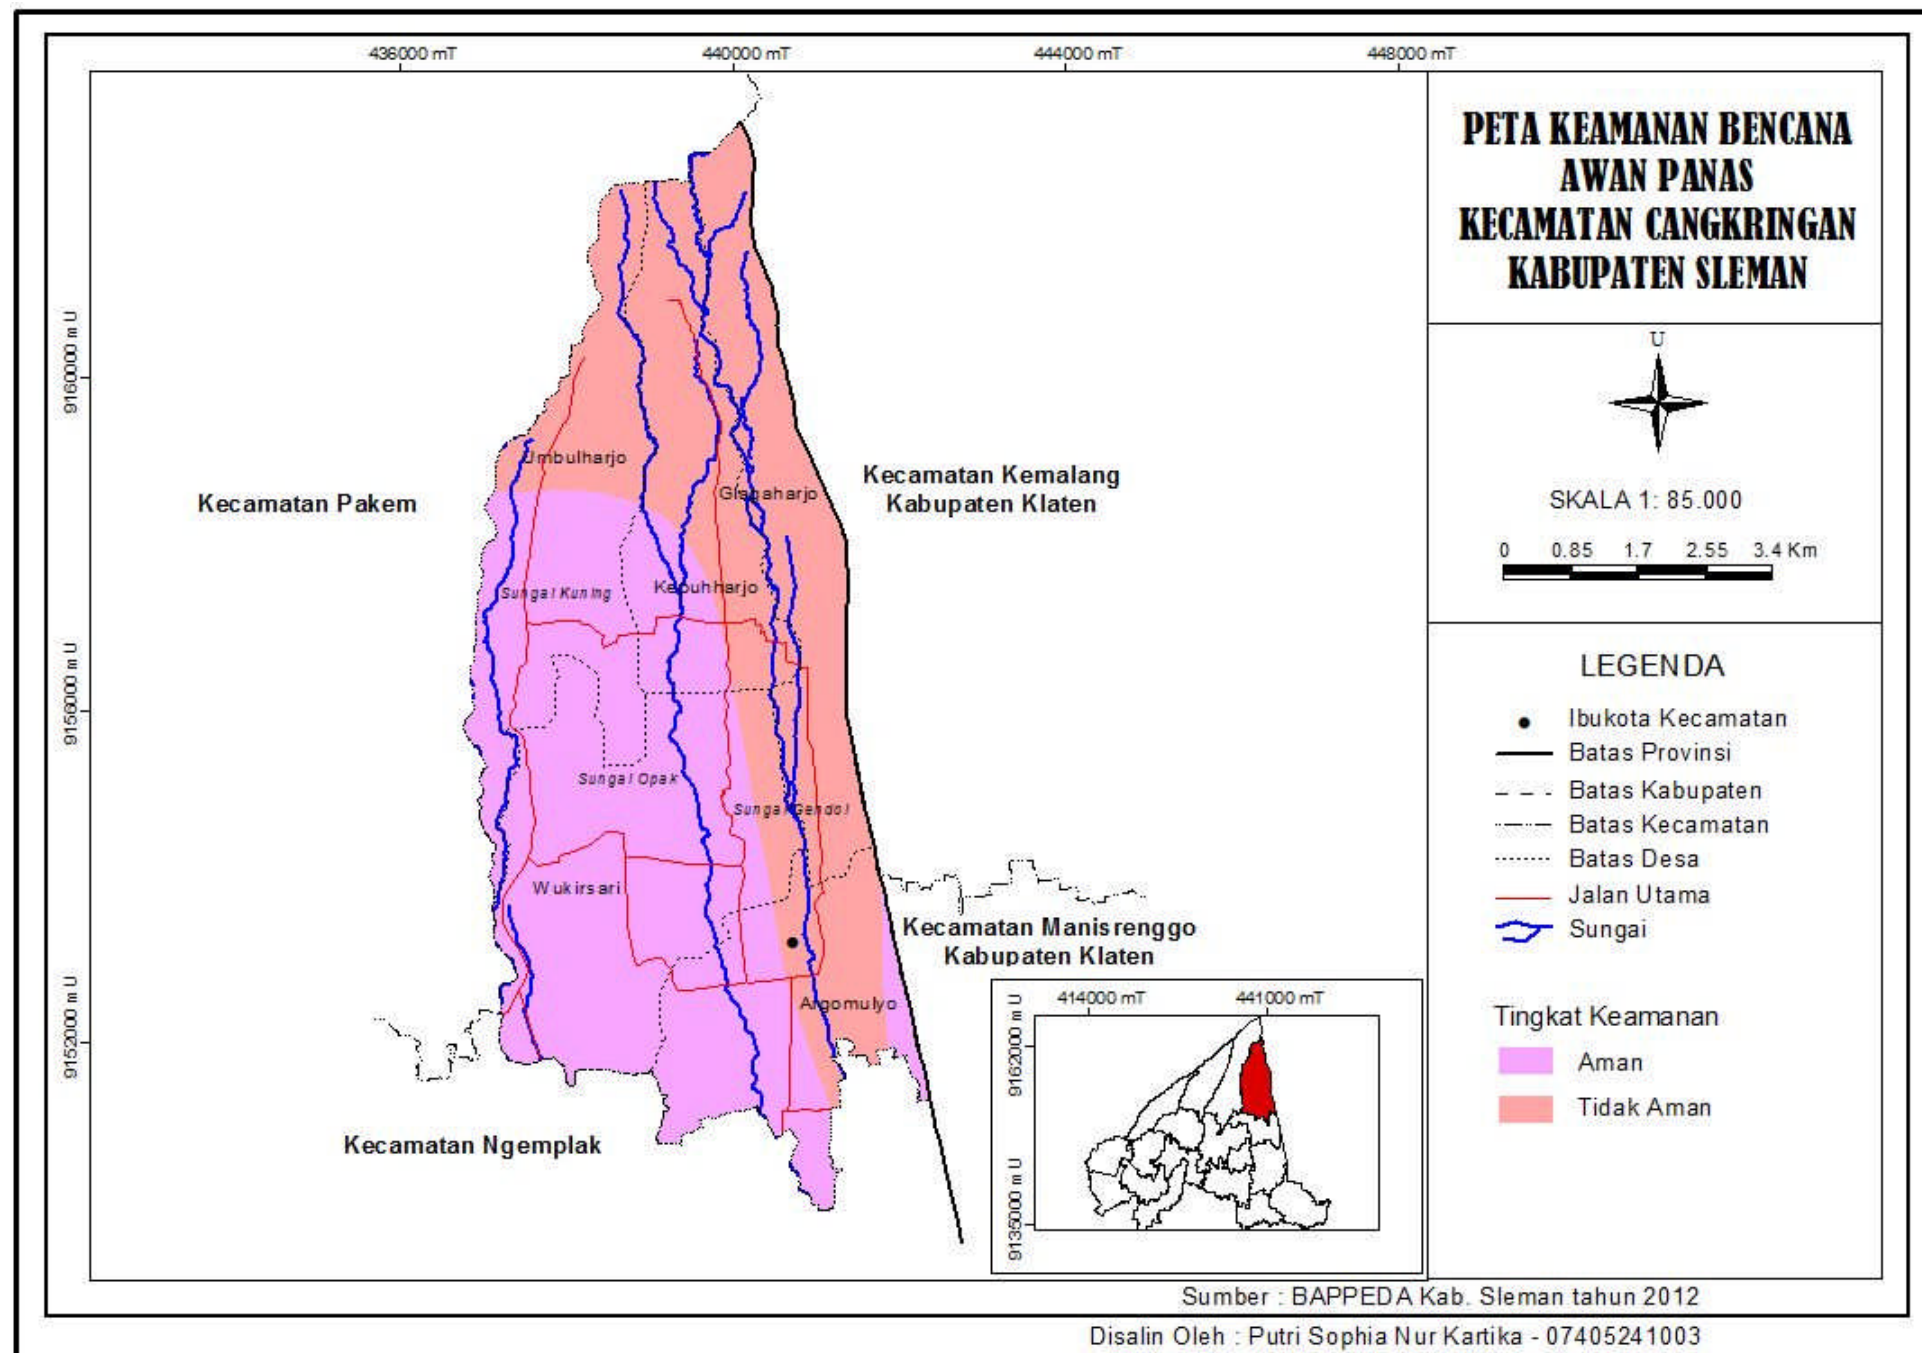 436000 mT
440000 mT
444000 mT
448000 mT
9160000 m U
9156000 m U
9152000 m U
Kecamatan Pakem
Kecamatan Kemalang
Kabupaten Klaten
Umbulharjo
Glagaharjo
Kepuhharjo
Sungai Kuning
Sungai Opak
Sungai Gendol
Wukirsari
Argomulyo
Kecamatan Manisrenggo
Kabupaten Klaten
Kecamatan Ngemplak
414000 mT
441000 mT
9162000 m U
9135000 m U
PETA KEAMANAN BENCANA
AWAN PANAS
KECAMATAN CANGKRINGAN
KABUPATEN SLEMAN
U
SKALA 1: 85.000
0 0.85 1.7 2.55 3.4 Km
LEGENDA
Ibukota Kecamatan
Batas Provinsi
Batas Kabupaten
Batas Kecamatan
Batas Desa
Jalan Utama
Sungai
Tingkat Keamanan
Aman
Tidak Aman
Sumber : BAPPEDA Kab. Sleman tahun 2012
Disalin Oleh : Putri Sophia Nur Kartika - 07405241003